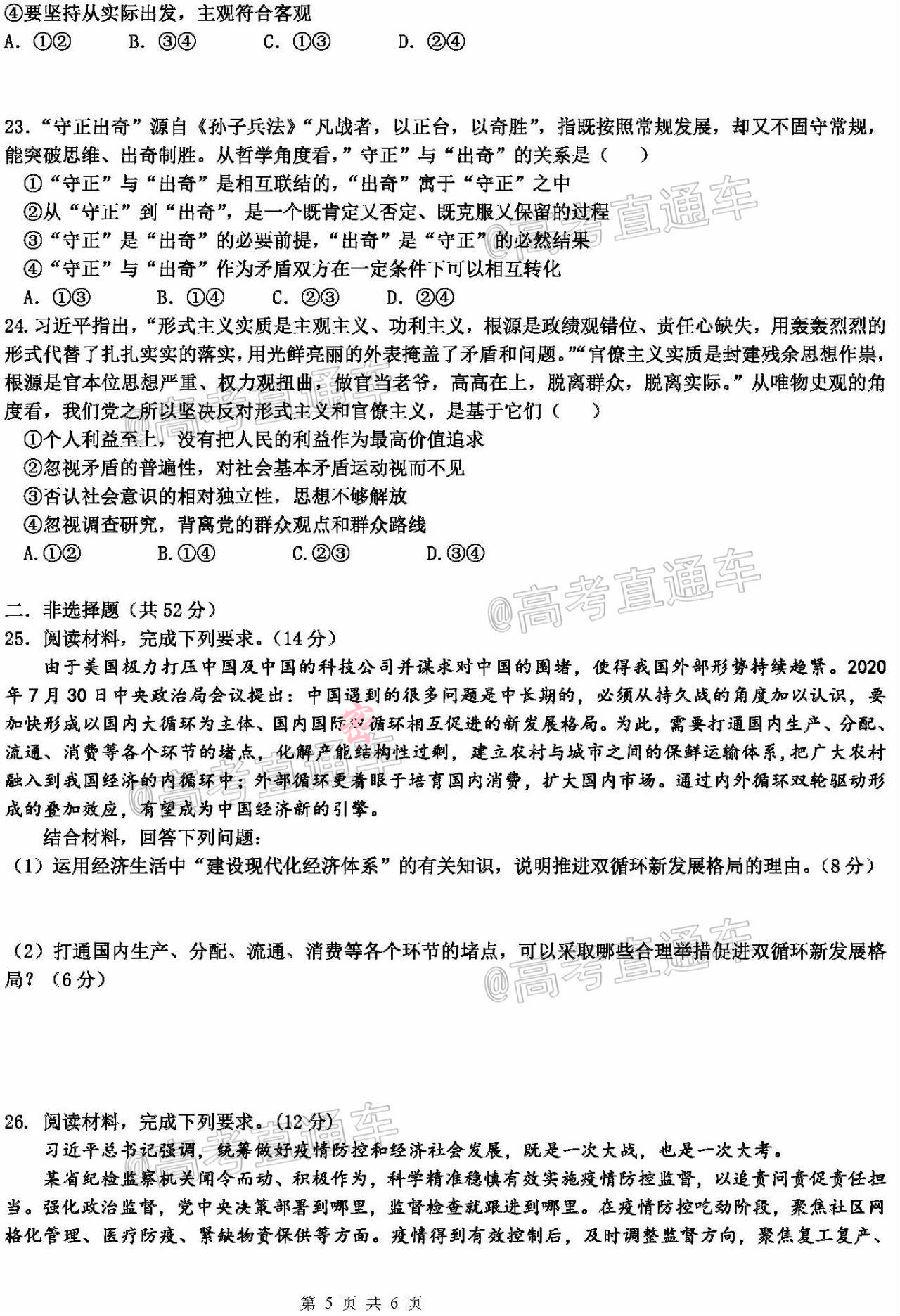 ④要坚持从实际出发，主观符合客观
A. ①② B. ③④ C. ①③ D. ②④
23. “守正出奇”源自《孙子兵法》“凡战者，以正台，以奇胜”，指既按照常规发展，却又不固守常规，
能突破思维、出奇制胜。从哲学角度看，”守正”与“出奇”的关系是（ ）
①“守正”与“出奇”是相互联结的，“出奇”寓于“守正”之中
②从“守正”到“出奇”，是一个既肯定又否定、既克服又保留的过程
③“守正”是“出奇”的必要前提，“出奇”是“守正”的必然结果
④“守正”与“出奇”作为矛盾双方在一定条件下可以相互转化
A. ①③ B. ①④ C. ②③ D. ②④
24. 习近平指出，“形式主义实质是主观主义、功利主义，根源是政绩观错位、责任心缺失，用轰轰烈烈的
形式代替了扎扎实实的落实，用光鲜亮丽的外表掩盖了矛盾和问题。”“官僚主义实质是封建残余思想作祟，
根源是官本位思想严重、权力观扭曲，做官当老爷，高高在上，脱离群众，脱离实际。”从唯物史观的角
度看，我们党之所以坚决反对形式主义和官僚主义，是基于它们（ ）
①个人利益至上，没有把人民的利益作为最高价值追求
②忽视矛盾的普遍性，对社会基本矛盾运动视而不见
③否认社会意识的相对独立性，思想不够解放
④忽视调查研究，背离党的群众观点和群众路线
A.①② B.①④ C.②③ D.③④
二．非选择题（共 52 分）
25. 阅读材料，完成下列要求。（14 分）
由于美国极力打压中国及中国的科技公司并谋求对中国的围堵，使得我国外部形势持续趋紧。2020
年 7 月 30 日中央政治局会议提出：中国遇到的很多问题是中长期的，必须从持久战的角度加以认识，要
加快形成以国内大循环为主体、国内国际双循环相互促进的新发展格局。为此，需要打通国内生产、分配、
流通、消费等各个环节的堵点，化解产能结构性过剩，建立农村与城市之间的保鲜运输体系，把广大农村
融入到我国经济的内循环中；外部循环更着眼于培育国内消费，扩大国内市场。通过内外循环双轮驱动形
成的叠加效应，有望成为中国经济新的引擎。
结合材料，回答下列问题：
（1）运用经济生活中“建设现代化经济体系”的有关知识，说明推进双循环新发展格局的理由。（8 分）
（2）打通国内生产、分配、流通、消费等各个环节的堵点，可以采取哪些合理举措促进双循环新发展格
局？（6 分）
26. 阅读材料，完成下列要求。（12 分）
习近平总书记强调，统筹做好疫情防控和经济社会发展，既是一次大战，也是一次大考。
某省纪检监察机关闻令而动、积极作为，科学精准稳慎有效实施疫情防控监督，以追责问责促责任担
当。强化政治监督，党中央决策部署到哪里，监督检查就跟进到哪里。在疫情防控吃劲阶段，聚焦社区网
格化管理、医疗防疫、紧缺物资保供等方面。疫情得到有效控制后，及时调整监督方向，聚焦复工复产、
第 5 页 共 6 页
@高考直通车
@高考直通车
@高考直通车
@高考直通车
@高考直通车
@高考直通车
密